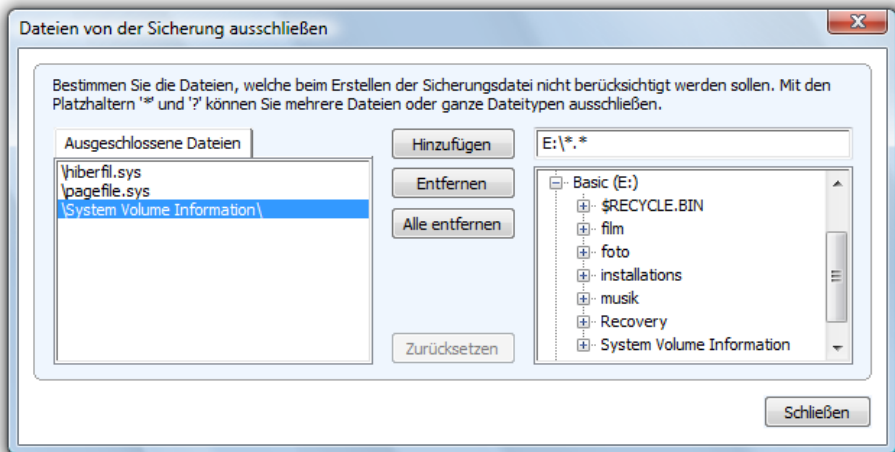 Dateien von der Sicherung ausschließen
Bestimmen Sie die Dateien, welche beim Erstellen der Sicherungsdatei nicht berücksichtigt werden sollen. Mit den
Platzhaltern '*' und '?' können Sie mehrere Dateien oder ganze Dateitypen ausschließen.
Ausgeschlossene Dateien
\hiberfil.sys
\pagefile.sys
\System Volume Information\
Hinzufügen
Entfernen
Alle entfernen
Zurücksetzen
E:\*.*
Basic (E:)
$RECYCLE.BIN
film
foto
installations
musik
Recovery
System Volume Information
Schließen